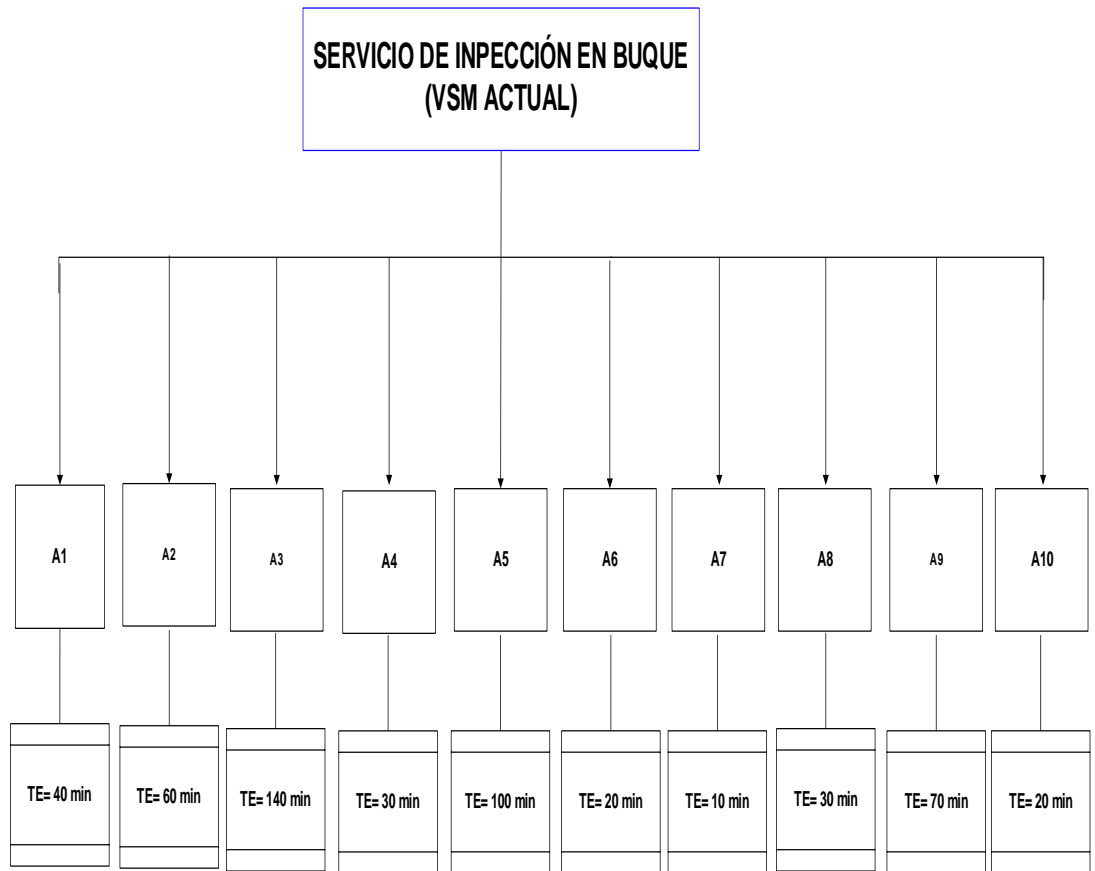 SERVICIO DE INPECCIÓN EN BUQUE
(VSM ACTUAL)
A1
A2
A3
A4
A5
A6
A7
A8
A9
A10
TE= 40 min
TE= 60 min
TE= 140 min
TE= 30 min
TE= 100 min
TE= 20 min
TE= 10 min
TE= 30 min
TE= 70 min
TE= 20 min